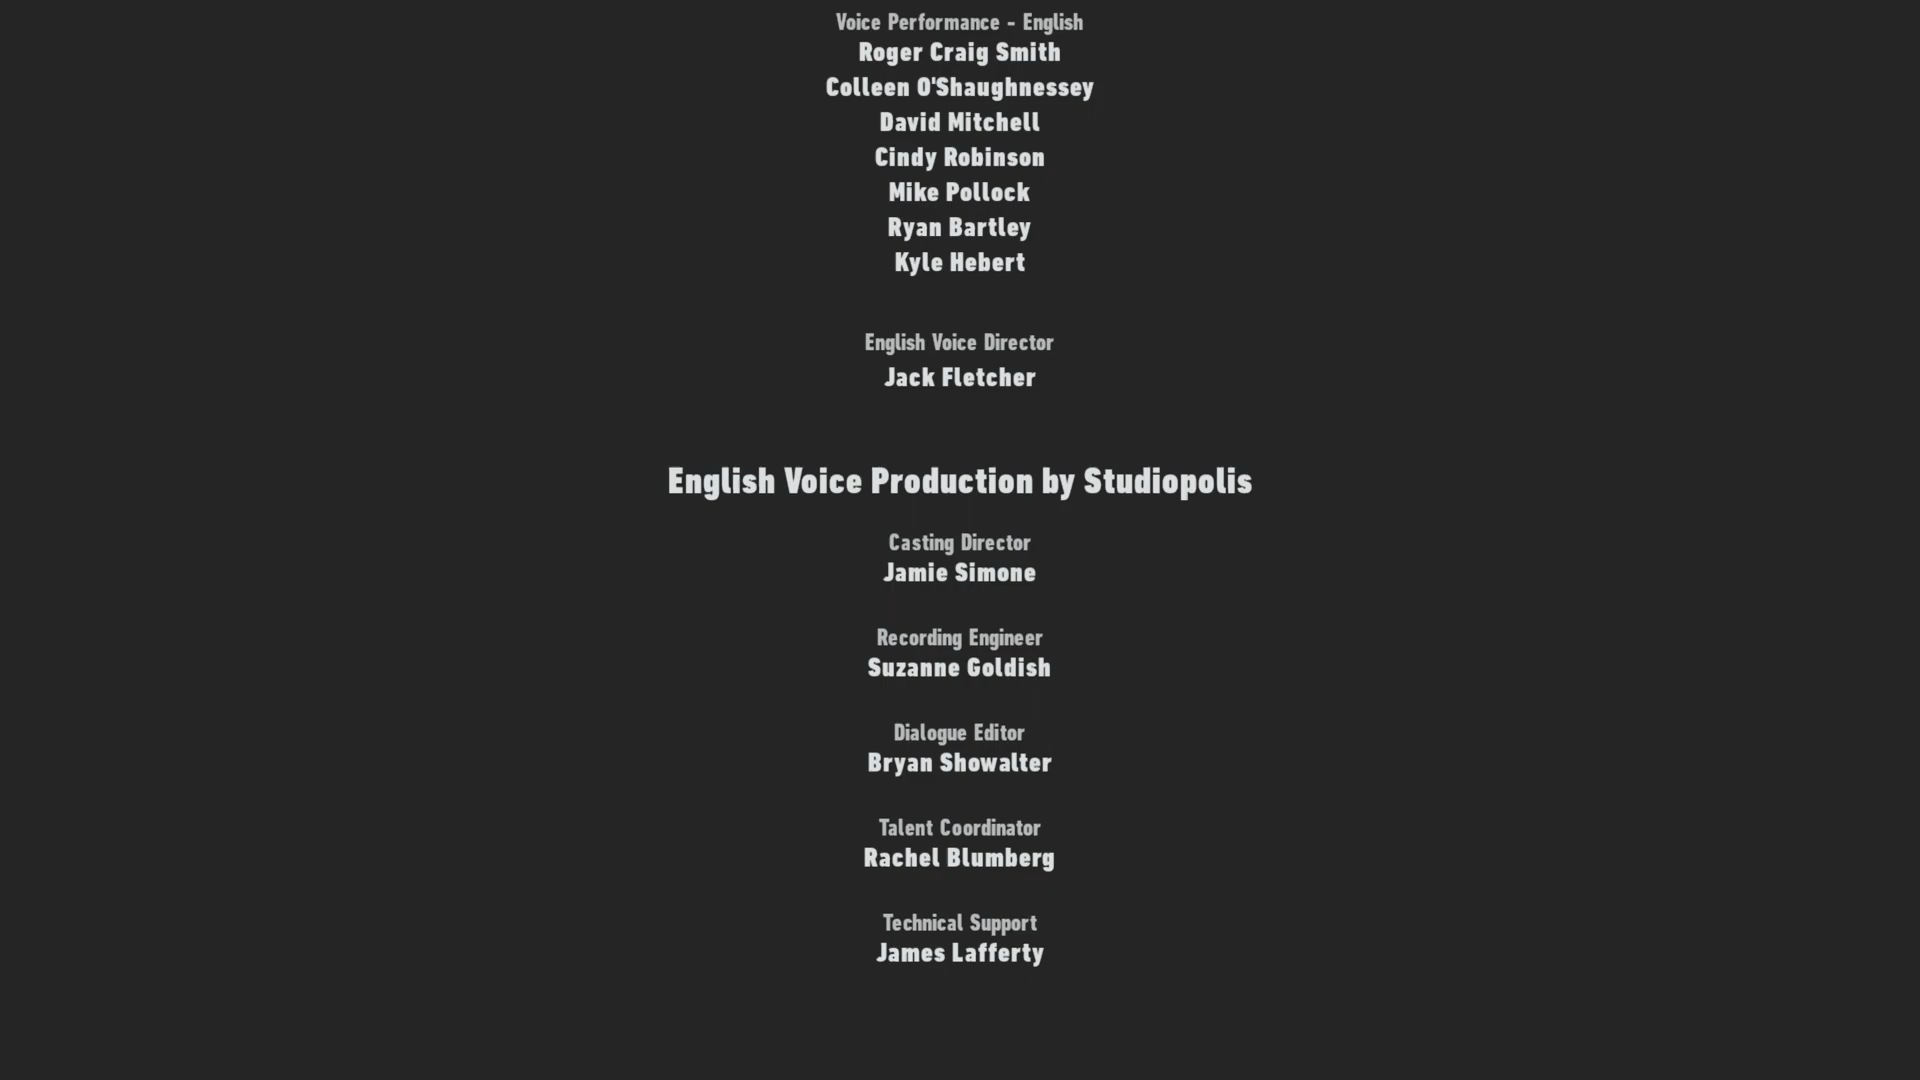 Voice Performance - English
Roger Craig Smith
Colleen O'Shaughnessey
David Mitchell
Cindy Robinson
Mike Pollock
Ryan Bartley
Kyle Hebert
English Voice Director
Jack Fletcher
English Voice Production by Studiopolis
Casting Director
Jamie Simone
Recording Engineer
Suzanne Goldish
Dialogue Editor
Bryan Showalter
Talent Coordinator
Rachel Blumberg
Technical Support
James Lafferty